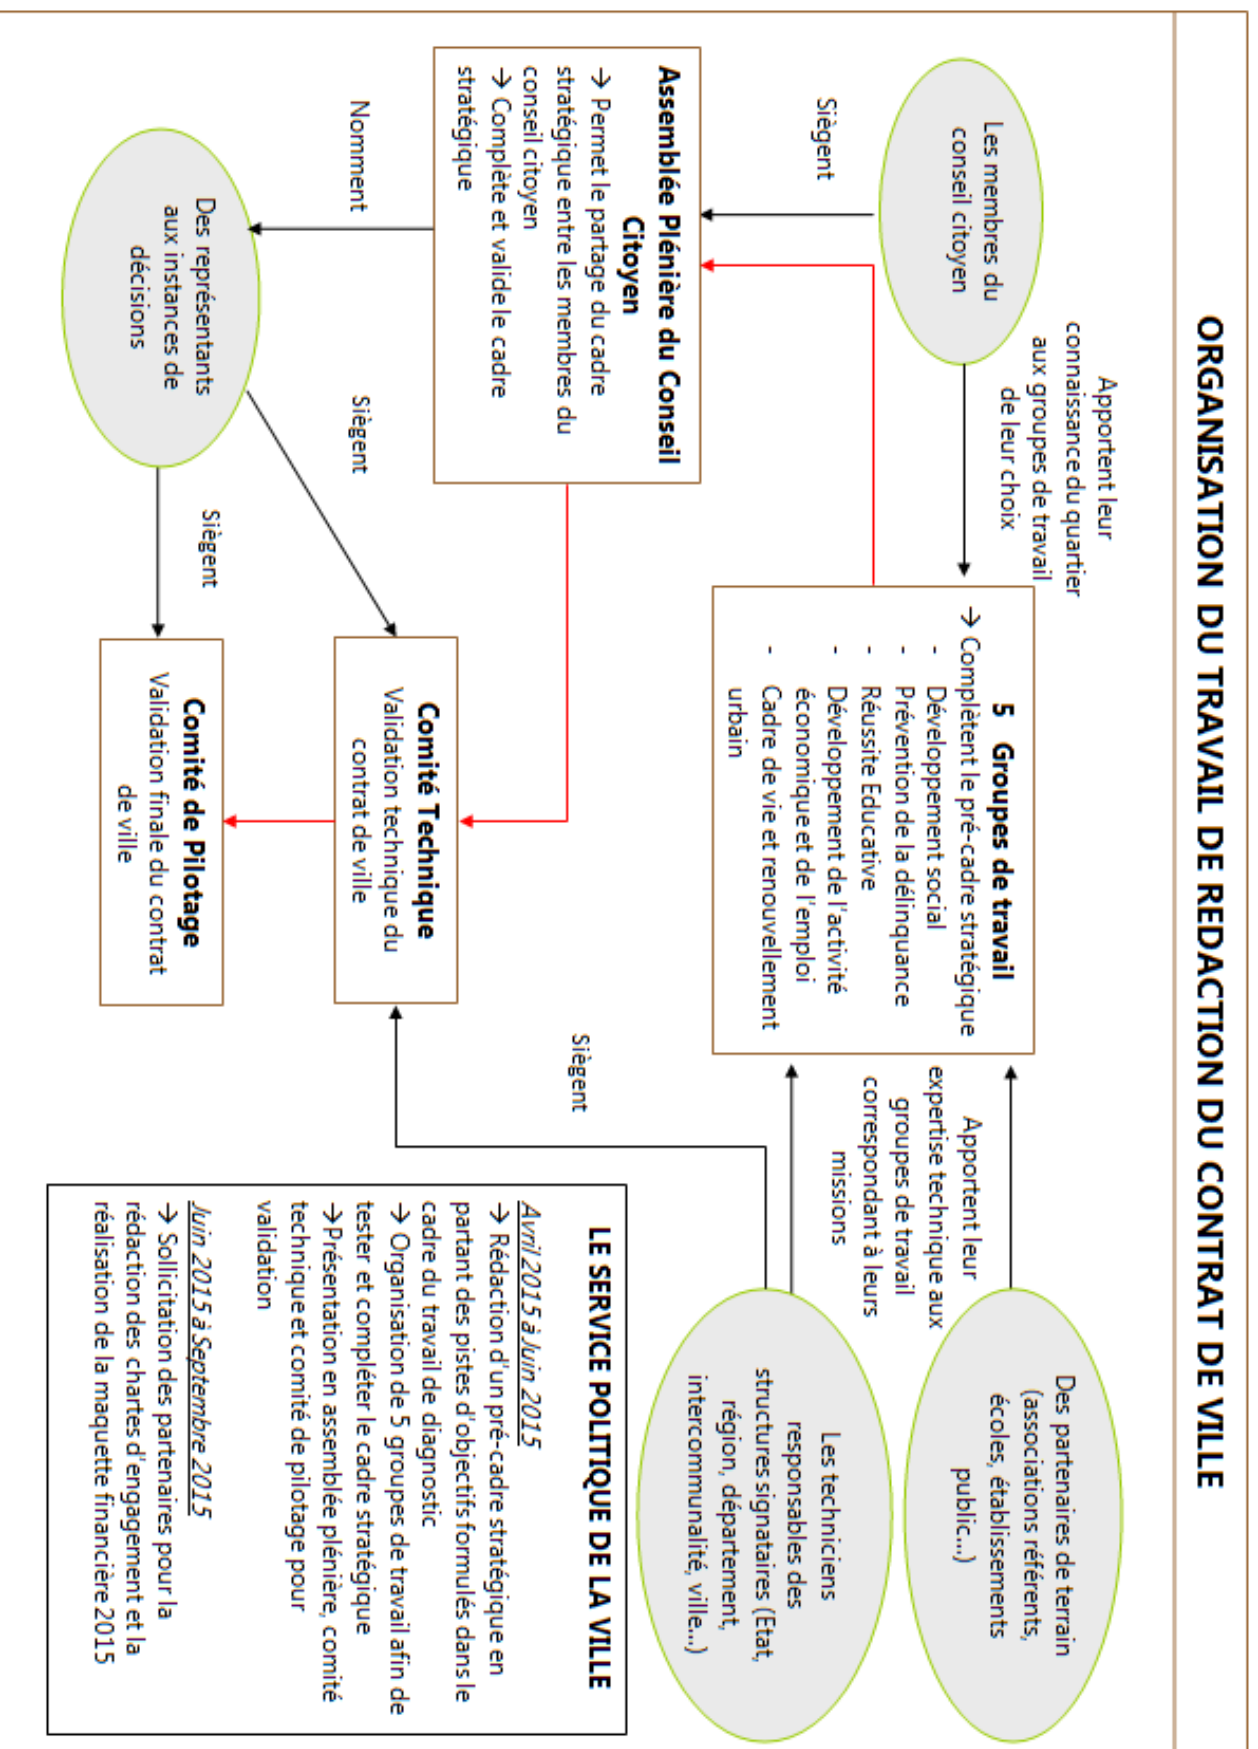 ORGANISATION DU TRAVAIL DE REDACTION DU CONTRAT DE VILLE
Les membres du
conseil citoyen
Apportent leur
connaissance du quartier
aux groupes de travail
de leur choix
5 Groupes de travail
→ Complètent le pré-cadre stratégique
- Développement social
- Prévention de la délinquance
- Réussite Educative
- Développement de l'activité
économique et de l'emploi
- Cadre de vie et renouvellement
urbain
Apportent leur
expertise technique aux
groupes de travail
correspondant à leurs
missions
Des partenaires de terrain
(associations référents,
écoles, établissements
public...)
Siègent
Assemblée Plénière du Conseil
Citoyen
→ Permet le partage du cadre
stratégique entre les membres du
conseil citoyen
→ Complète et valide le cadre
stratégique
Les techniciens
responsables des
structures signataires (Etat,
région, département,
intercommunalité, ville...)
Siègent
Nomment
Siègent
Comité Technique
Validation technique du
contrat de ville
Des représentants
aux instances de
décisions
Siègent
Comité de Pilotage
Validation finale du contrat
de ville
LE SERVICE POLITIQUE DE LA VILLE
Avril 2015 à Juin 2015
→ Rédaction d'un pré-cadre stratégique en
partant des pistes d'objectifs formulés dans le
cadre du travail de diagnostic
→ Organisation de 5 groupes de travail afin de
tester et compléter le cadre stratégique
→Présentation en assemblée plénière, comité
technique et comité de pilotage pour
validation
Juin 2015 à Septembre 2015
→ Sollicitation des partenaires pour la
rédaction des chartes d'engagement et la
réalisation de la maquette financière 2015